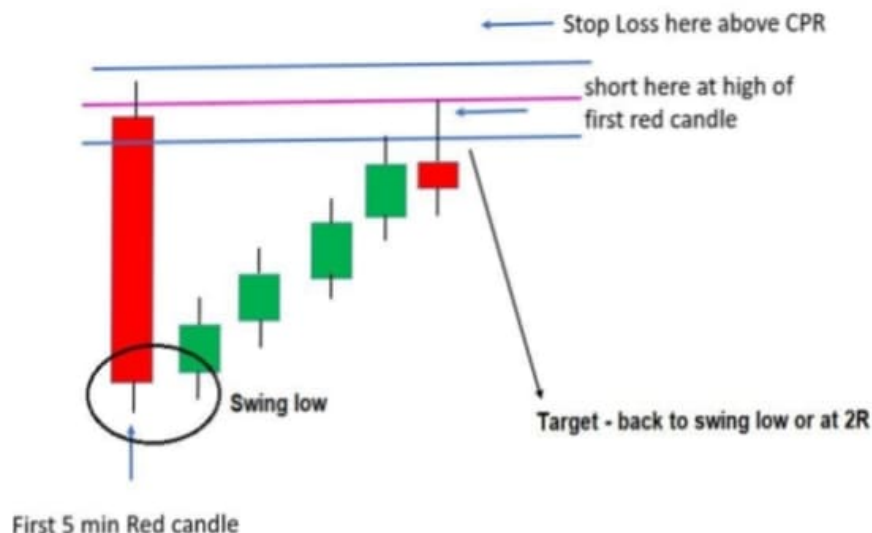 Stop Loss here above CPR
short here at high of
first red candle
Swing low
Target - back to swing low or at 2R
First 5 min Red candle